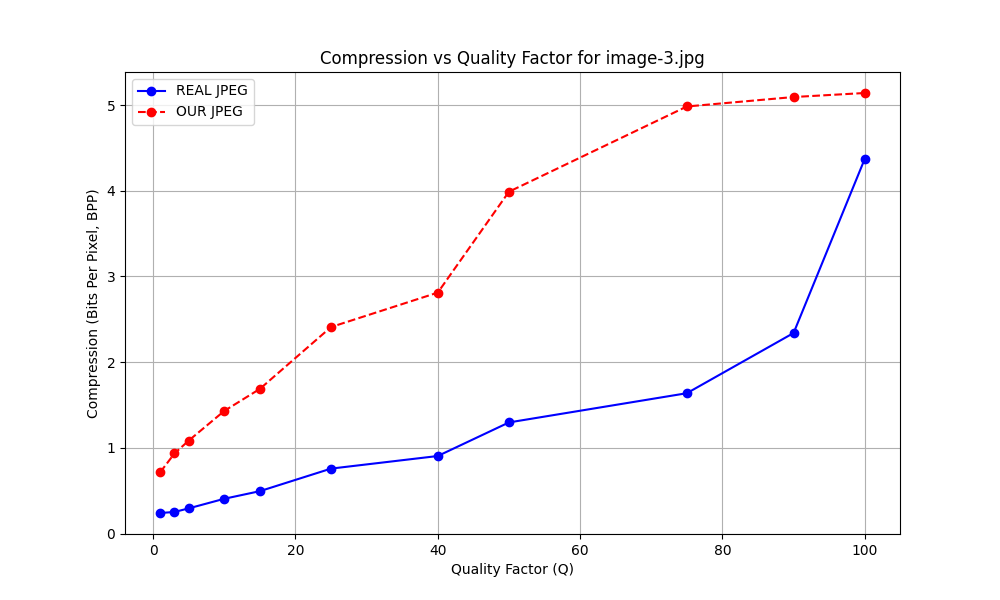 Compression vs Quality Factor for image-3.jpg
REAL JPEG
OUR JPEG
Compression (Bits Per Pixel, BPP)
5
4
3
2
1
0
0 20 40 60 80 100
Quality Factor (Q)